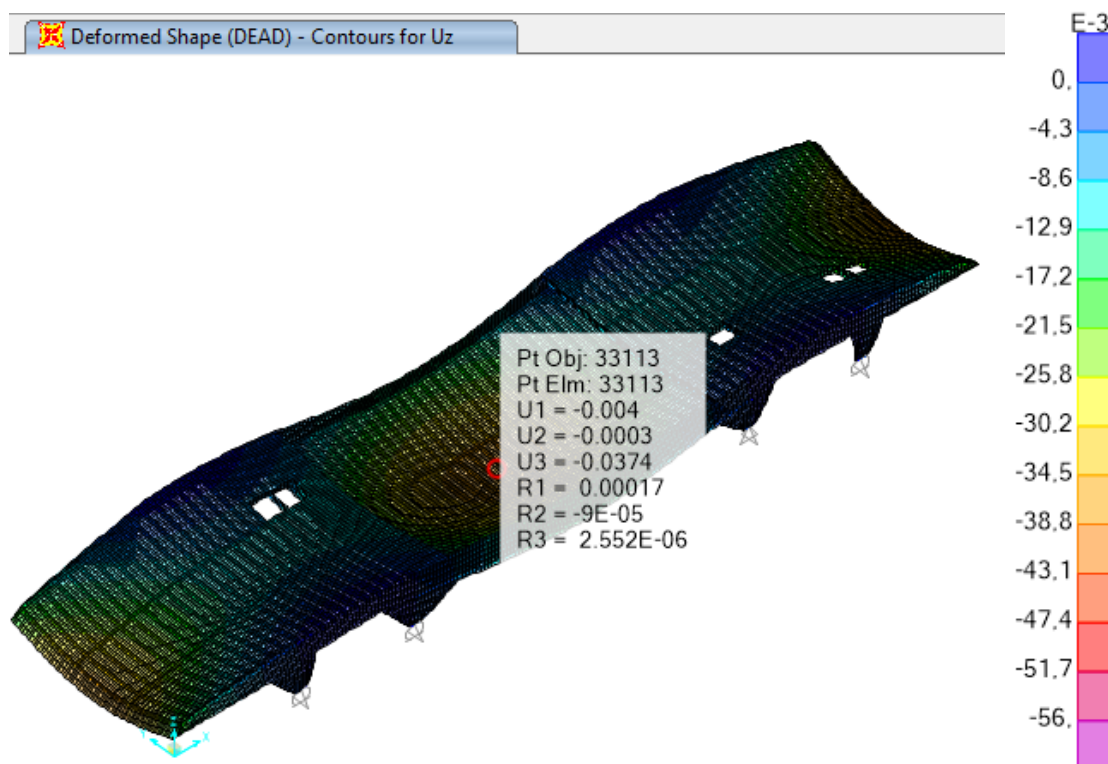 Deformed Shape (DEAD) - Contours for Uz
E-3
0,
-4,3
-8,6
-12,9
-17,2
-21,5
-25,8
-30,2
-34,5
-38,8
-43,1
-47,4
-51,7
-56,
Pt Obj: 33113
Pt Elm: 33113
U1 = -0.004
U2 = -0.0003
U3 = -0.0374
R1 = 0.00017
R2 = -9E-05
R3 = 2.552E-06
Y
X